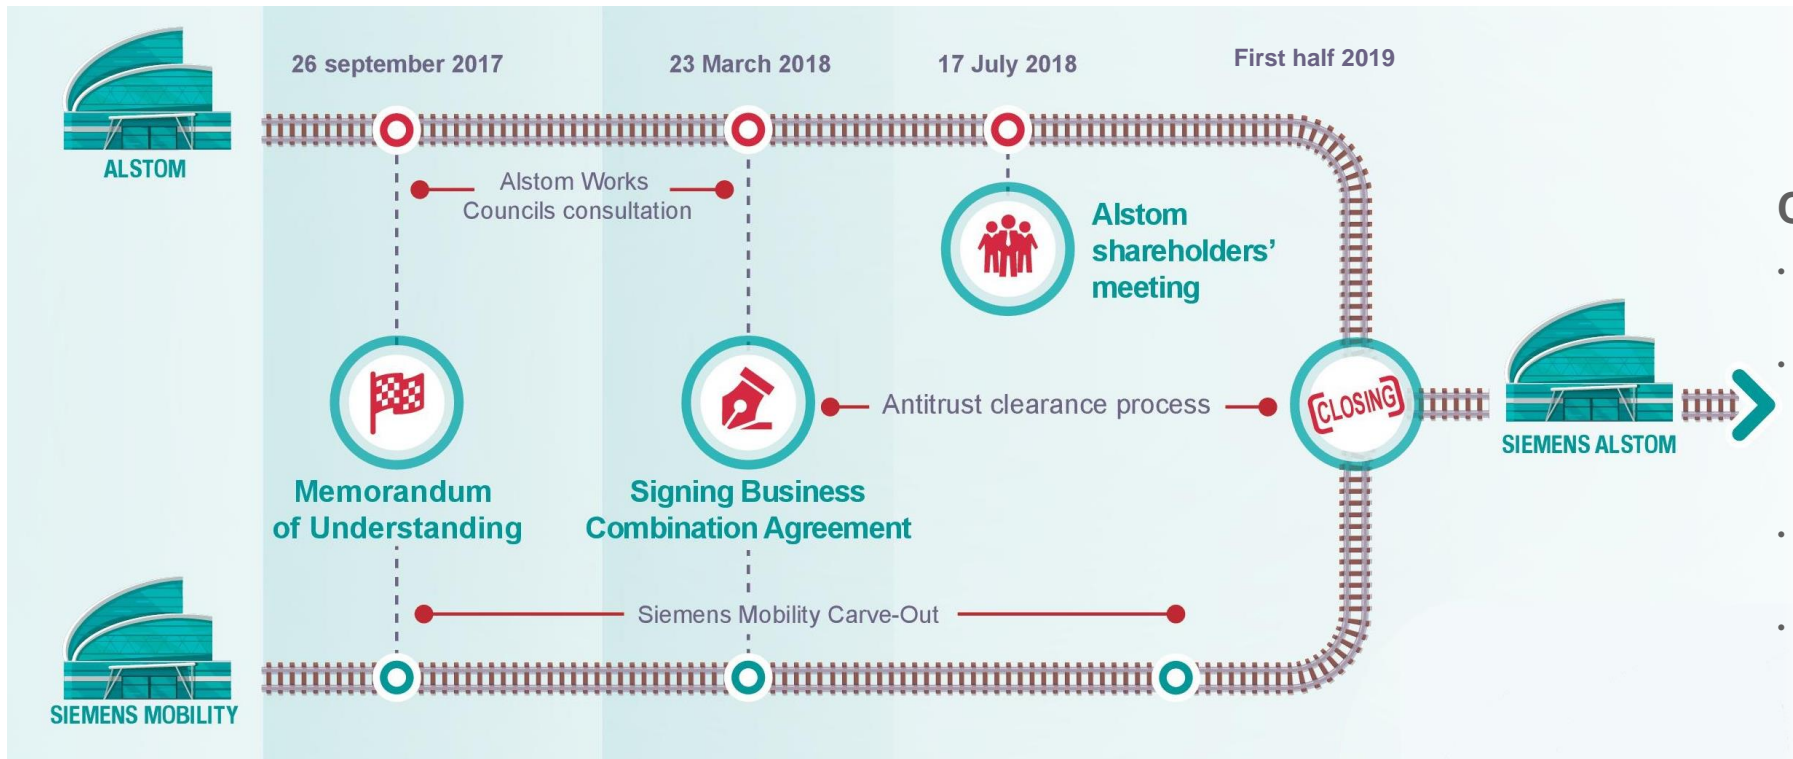 26 september 2017
23 March 2018
17 July 2018
First half 2019
ALSTOM
Alstom Works
Councils consultation
Alstom
shareholders’
meeting
CLOSING
Antitrust clearance process
SIEMENS ALSTOM
Memorandum
of Understanding
Signing Business
Combination Agreement
Siemens Mobility Carve-Out
SIEMENS MOBILITY